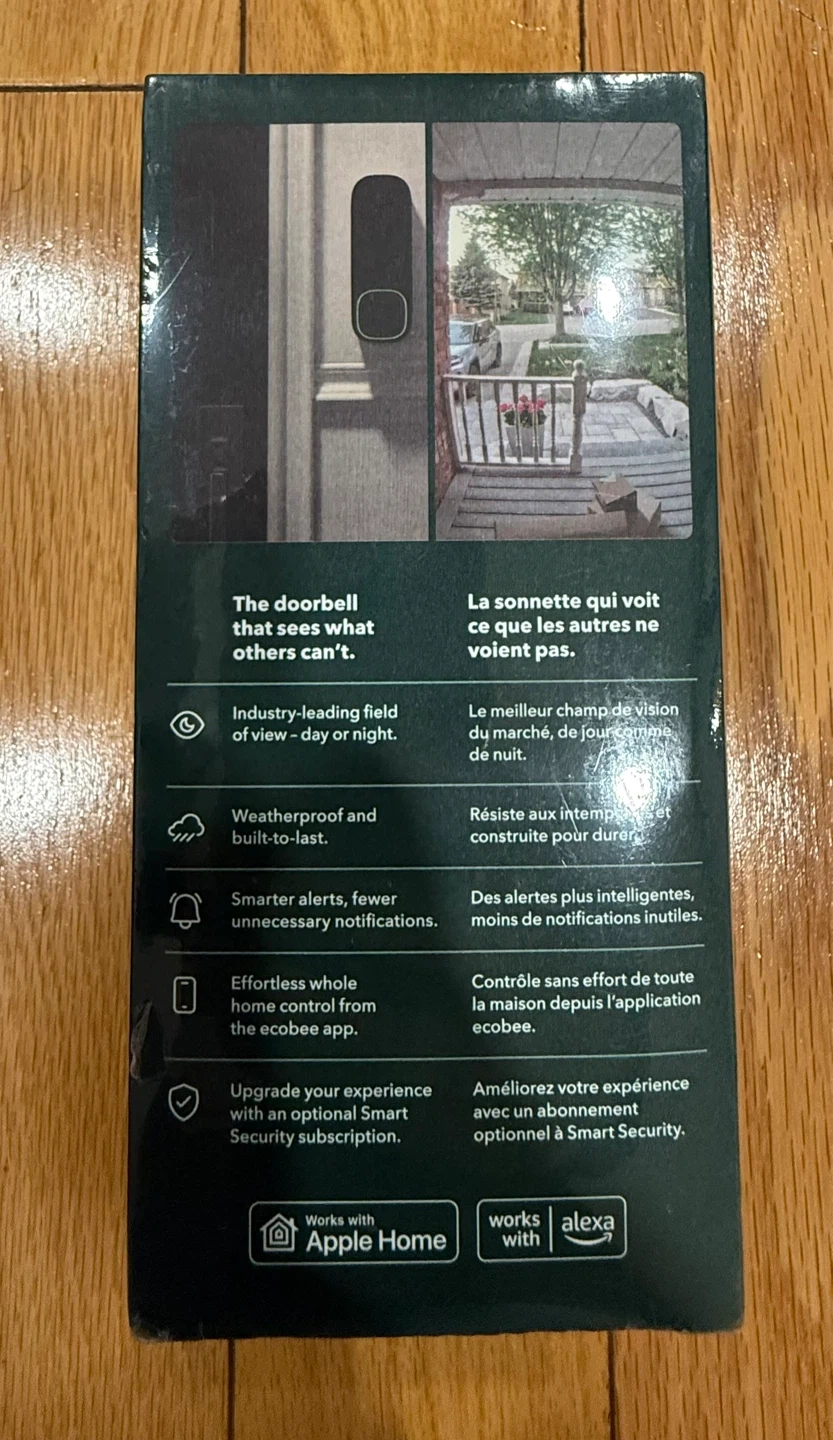 The doorbell
that sees what
others can't.
La sonnette qui voit
ce que les autres ne
voient pas.
Industry-leading field
of view – day or night.
Le meilleur champ de vision
du marché, de jour comme
de nuit.
Weatherproof and
built-to-last.
Résiste aux et
construite pour durer.
Smarter alerts, fewer
unnecessary notifications.
Des alertes plus intelligentes,
moins de notifications inutiles.
Effortless whole
home control from
the ecobee app.
Contrôle sans effort de toute
la maison depuis l'application
ecobee.
Upgrade your experience
with an optional Smart
Security subscription.
Améliorez votre expérience
avec un abonnement
optionnel à Smart Security.
Works with
Apple Home
works
with
alexa